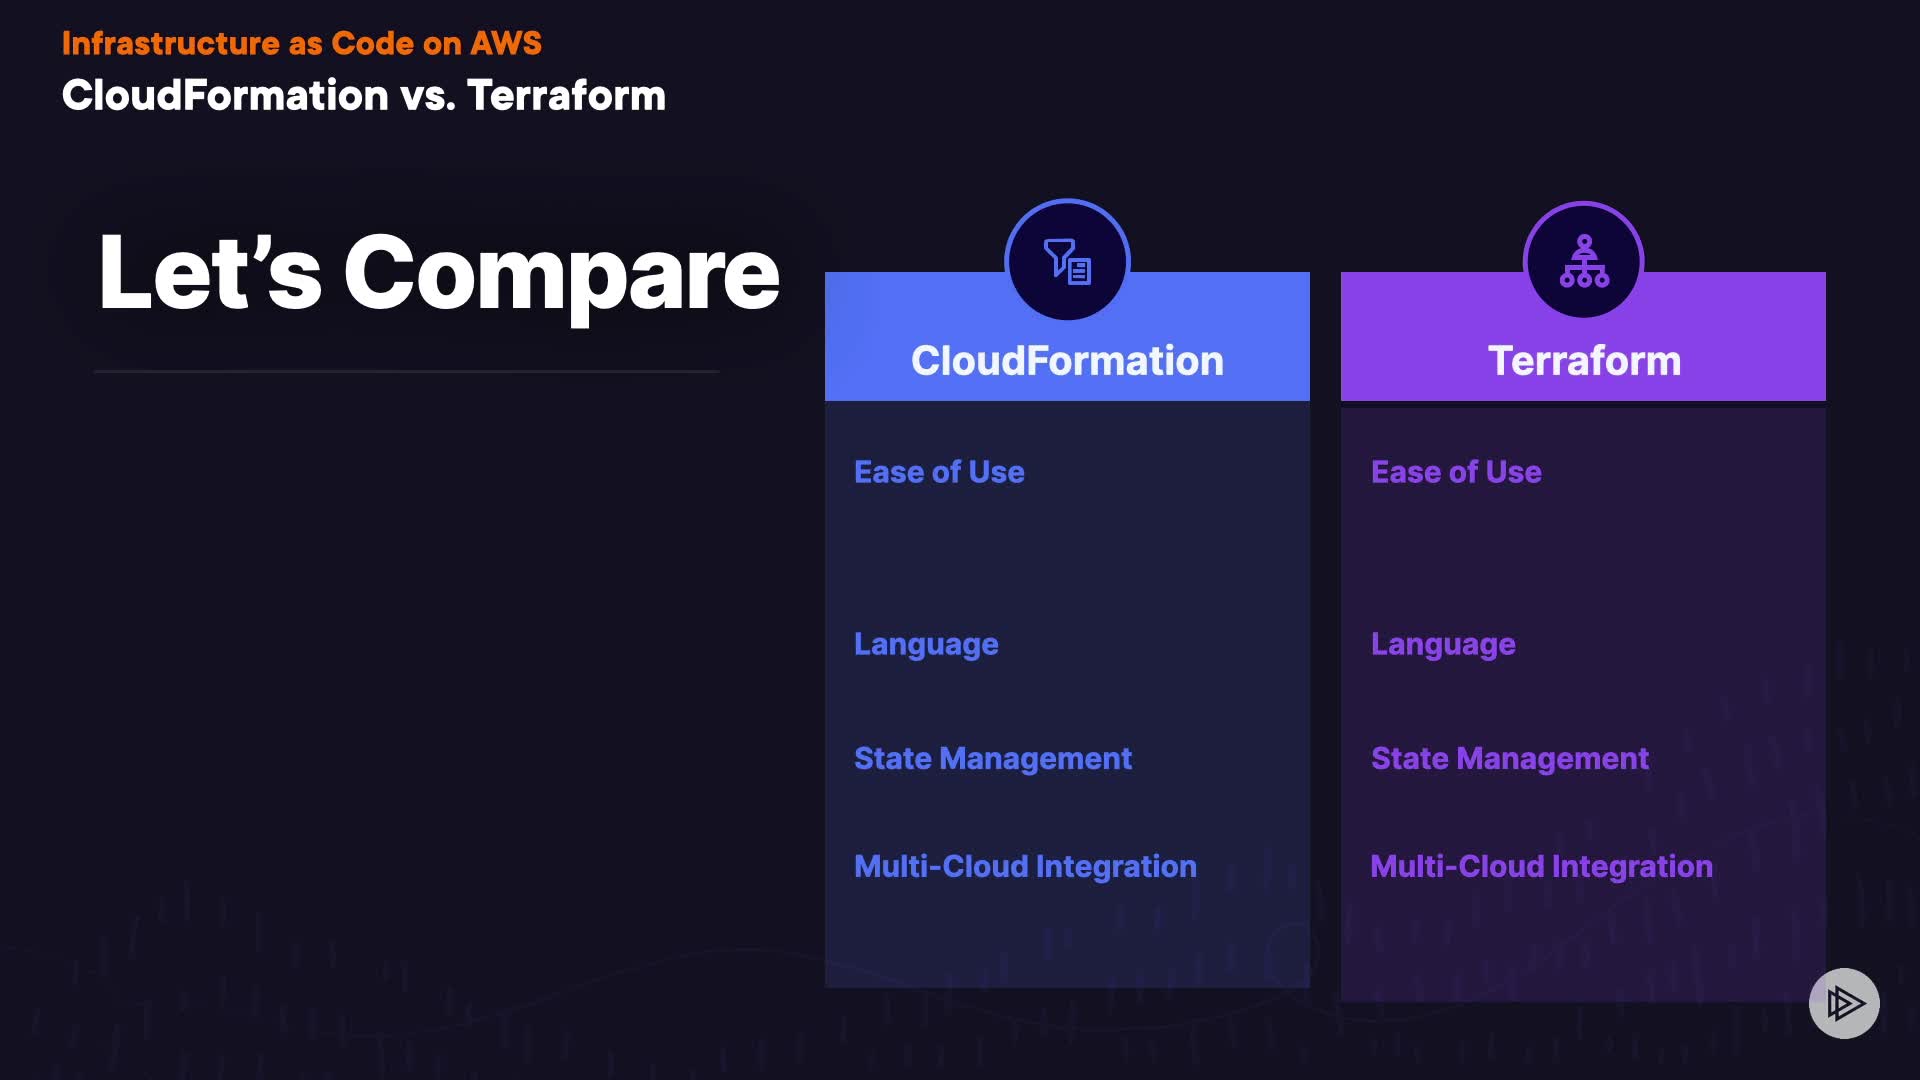 Infrastructure as Code on AWS
CloudFormation vs. Terraform
Let’s Compare
CloudFormation
Ease of Use
Language
State Management
Multi-Cloud Integration
Terraform
Ease of Use
Language
State Management
Multi-Cloud Integration